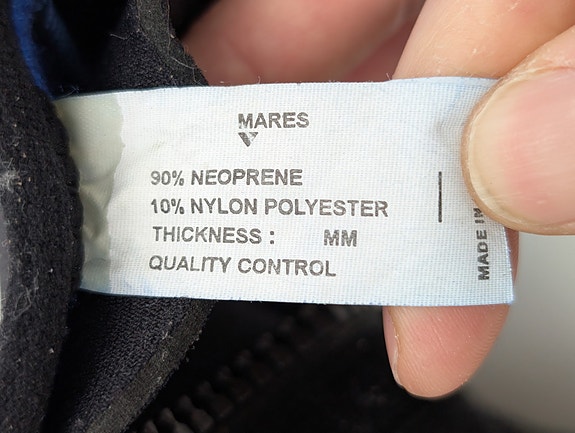 MARES
90% NEOPRENE
10% NYLON POLYESTER
THICKNESS : MM
QUALITY CONTROL
MADE IN